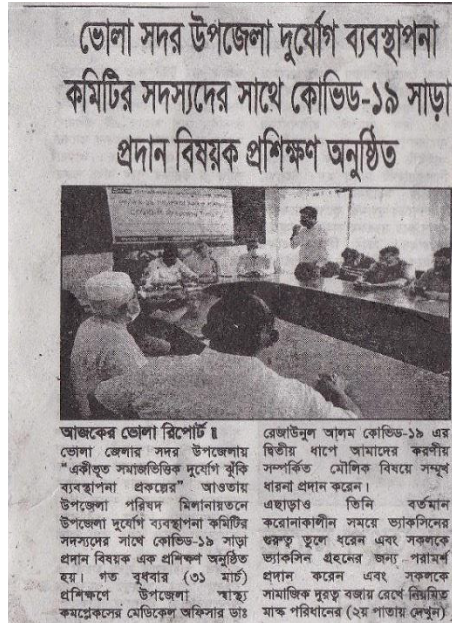 ভোলা সদর উপজেলা দুর্যোগ ব্যবস্থাপনা
কমিটির সদস্যদের সাথে কোভিড-১৯ সাড়া
প্রদান বিষয়ক প্রশিক্ষণ অনুষ্ঠিত
আজকের ভোলা রিপোর্ট ॥
ভোলা জেলার সদর উপজেলায়
“একীভূত সমাজভিত্তিক দুর্যোগ ঝুঁকি
ব্যবস্থাপনা প্রকল্পের” আওতায়
উপজেলা পরিষদ মিলানায়তনে
উপজেলা দুর্যোগ ব্যবস্থাপনা কমিটির
সদস্যদের সাথে কোভিড-১৯ সাড়া
প্রদান বিষয়ক এক প্রশিক্ষণ অনুষ্ঠিত
হয়। গত বুধবার (৩১ মার্চ)
প্রশিক্ষণে উপজেলা স্বাস্থ্য
কমপ্লেকসের মেডিকেল অফিসার ডাঃ
রেজাউনুল আলম কোভিড-১৯ এর
দ্বিতীয় ধাপে আমাদের করণীয়
সম্পর্কিত মৌলিক বিষয়ে সম্মুখ
ধারনা প্রদান করেন।
এছাড়াও তিনি বর্তমান
করোনাকালীন সময়ে ভ্যাকসিনের
গুরুত্ব তুলে ধরেন এবং সকলকে
ভ্যাকসিন গ্রহনের জন্য পরামর্শ
প্রদান করেন এবং সকলকে
সামাজিক দুরত্ব বজায় রেখে নিয়মিত
মাস্ক পরিধানের (২য় পাতায় দেখুন)